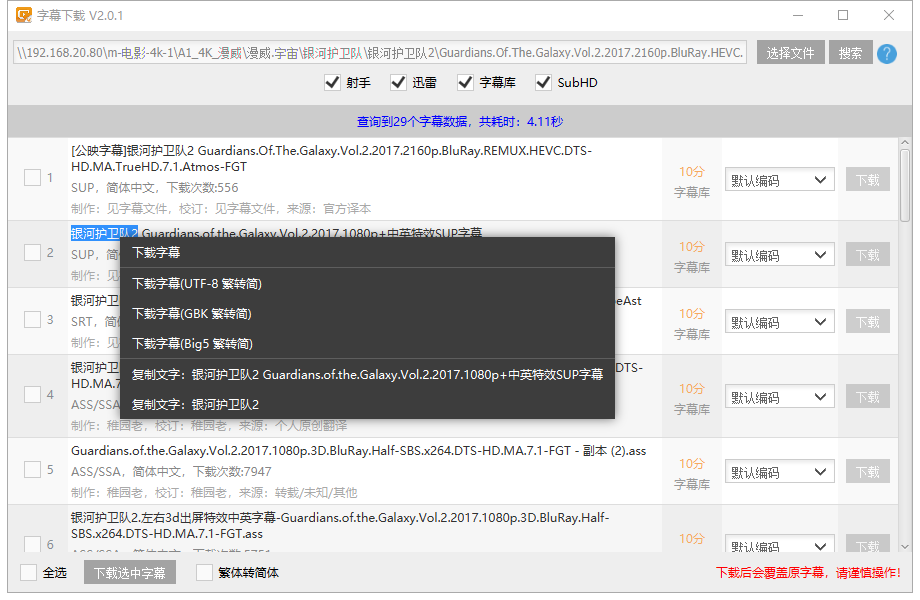 字幕下载 V2.0.1
\\192.168.20.80\m-电影-4k-1\A1_4K_漫威\漫威.宇宙\银河护卫队\银河护卫队2\Guardians.Of.The.Galaxy.Vol.2.2017.2160p.BluRay.HEVC. 选择文件 搜索 ?
射手 迅雷 字幕库 SubHD
查询到29个字幕数据，共耗时：4.11秒
[公映字幕]银河护卫队2 Guardians.Of.The.Galaxy.Vol.2.2017.2160p.BluRay.REMUX.HEVC.DTS-
HD.MA.TrueHD.7.1.Atmos-FGT
1 10分 默认编码 下载
SUP，简体中文，下载次数:556
字幕库
制作：见字幕文件，校订：见字幕文件，来源：官方译本
银河护卫队2 Guardians.of.the.Galaxy.Vol.2.2017.1080p+中英特效SUP字幕
2 SUP，简 10分 默认编码 下载
制作：见 字幕库
下载字幕
下载字幕(UTF-8 繁转简)
下载字幕(GBK 繁转简)
下载字幕(Big5 繁转简)
复制文字：银河护卫队2 Guardians.of.the.Galaxy.Vol.2.2017.1080p+中英特效SUP字幕
复制文字：银河护卫队2
银河护卫 eAst
3 SRT，简体 10分 默认编码 下载
制作：见 字幕库
银河护卫 DTS-
HD.MA.7
4 ASS/SSA 10分 默认编码 下载
字幕库
制作：稚园老，校订：稚园老，来源：个人原创翻译
Guardians.of.the.Galaxy.Vol.2.2017.1080p.3D.BluRay.Half-SBS.x264.DTS-HD.MA.7.1-FGT - 副本 (2).ass
5 ASS/SSA，简体中文，下载次数:7947 10分 默认编码 下载
字幕库
制作：稚园老，校订：稚园老，来源：转载/未知/其他
银河护卫队2.左右3d出屏特效中英字幕-Guardians.of.the.Galaxy.Vol.2.2017.1080p.3D.BluRay.Half-
SBS.x264.DTS-HD.MA.7.1-FGT.ass
6 10分 默认编码 下载
全选 下载选中字幕 繁体转简体 下载后会覆盖原字幕，请谨慎操作!